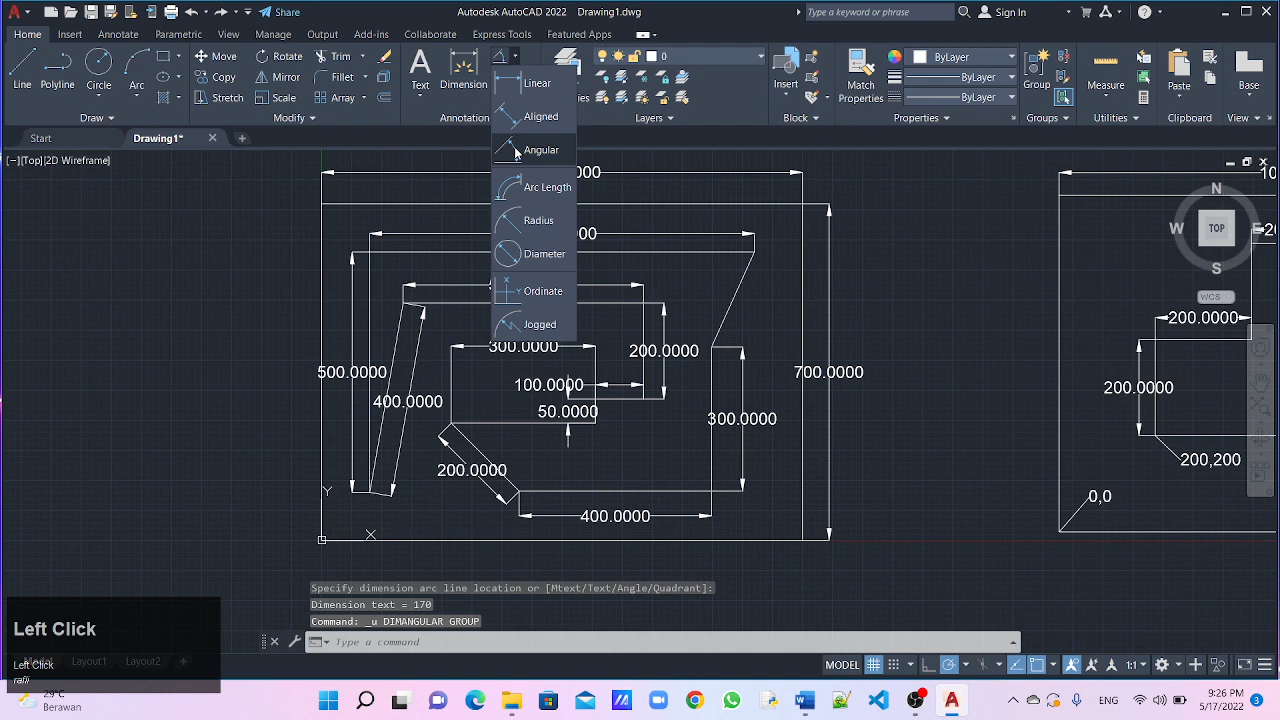 Share
Autodesk AutoCAD 2022 Drawing1.dwg
Type a keyword or phrase
Sign In
Home Insert Annotate Parametric View Manage Output Add-ins Collaborate Express Tools Featured Apps
Line Polyline Circle Arc
Move Rotate Trim
Copy Mirror Fillet
Stretch Scale Array
Text Dimension
0
Insert
Match
Properties
ByLayer
ByLayer
ByLayer
Group
Measure
Paste
Base
Draw Modify Annotation Layers Block Properties Groups Utilities Clipboard View
Linear
Aligned
Angular
Arc Length
Radius
Diameter
Ordinate
Jogged
Start Drawing1*
[−][Top][2D Wireframe]
N
W TOP E
S
WCS
200.0000
300.0000
200.0000
500.0000
700.0000
100.0000
400.0000
50.0000
300.0000
200.0000
400.0000
200.0000
200,200
0,0
Y
X
Specify dimension arc line location or [Mtext/Text/Angle/Quadrant]:
Dimension text = 170
Command: _u DIMANGULAR GROUP
Type a command
Left Click
Left Click
raffi
Model Layout1 Layout2
MODEL
1:1
29°C
Berawan
ENG
9:26 PM
5/17/2022
3